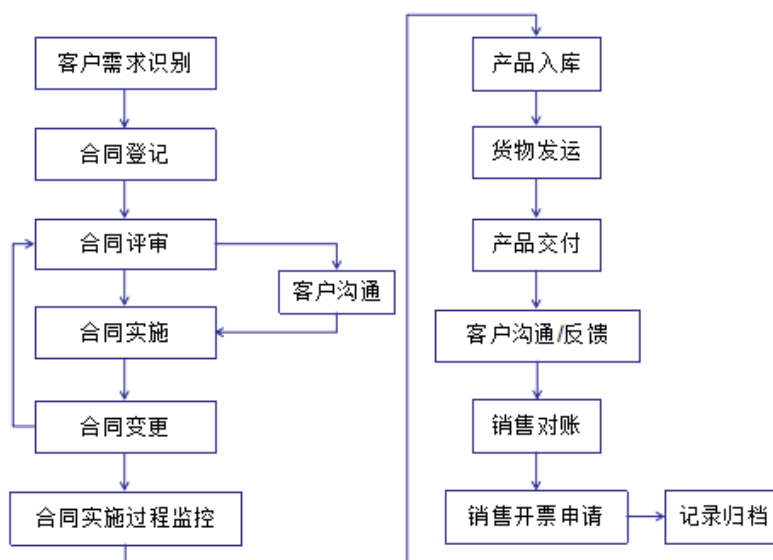 客户需求识别
合同登记
合同评审
客户沟通
合同实施
合同变更
合同实施过程监控
产品入库
货物发运
产品交付
客户沟通/反馈
销售对账
销售开票申请
记录归档